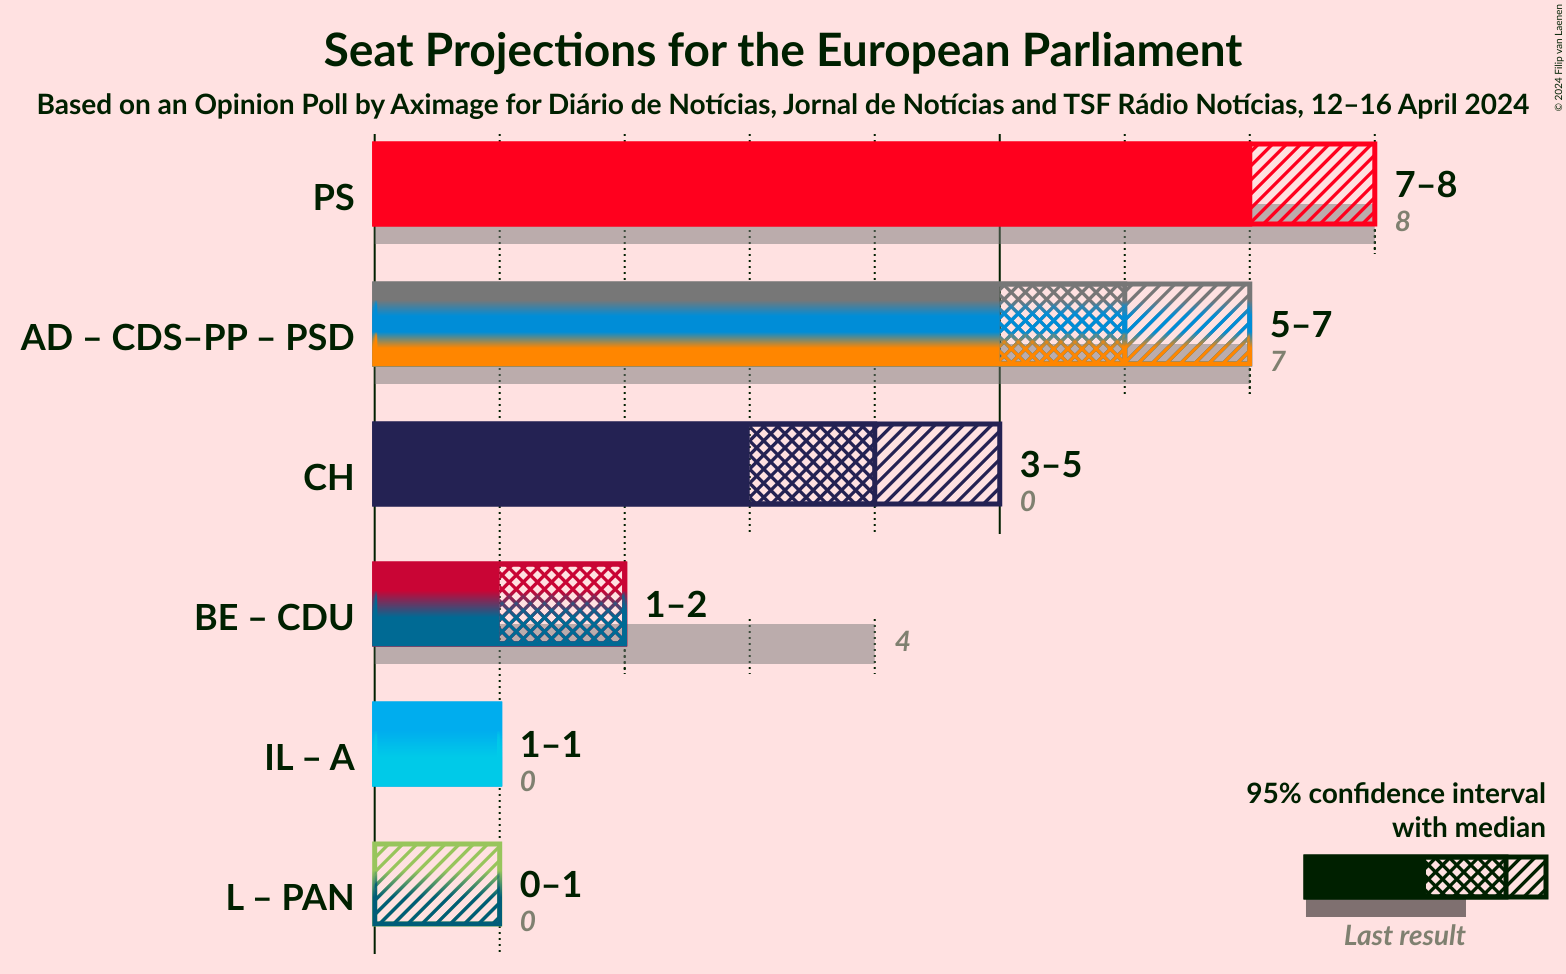 Seat Projections for the European Parliament
Based on an Opinion Poll by Aximage for Diário de Notícias, Jornal de Notícias and TSF Rádio Notícias, 12–16 April 2024
© 2024 Filip van Laenen
PS
7–8
8
AD – CDS–PP – PSD
5–7
7
CH
3–5
0
BE – CDU
1–2
4
IL – A
1–1
0
L – PAN
0–1
0
95% confidence interval
with median
Last result